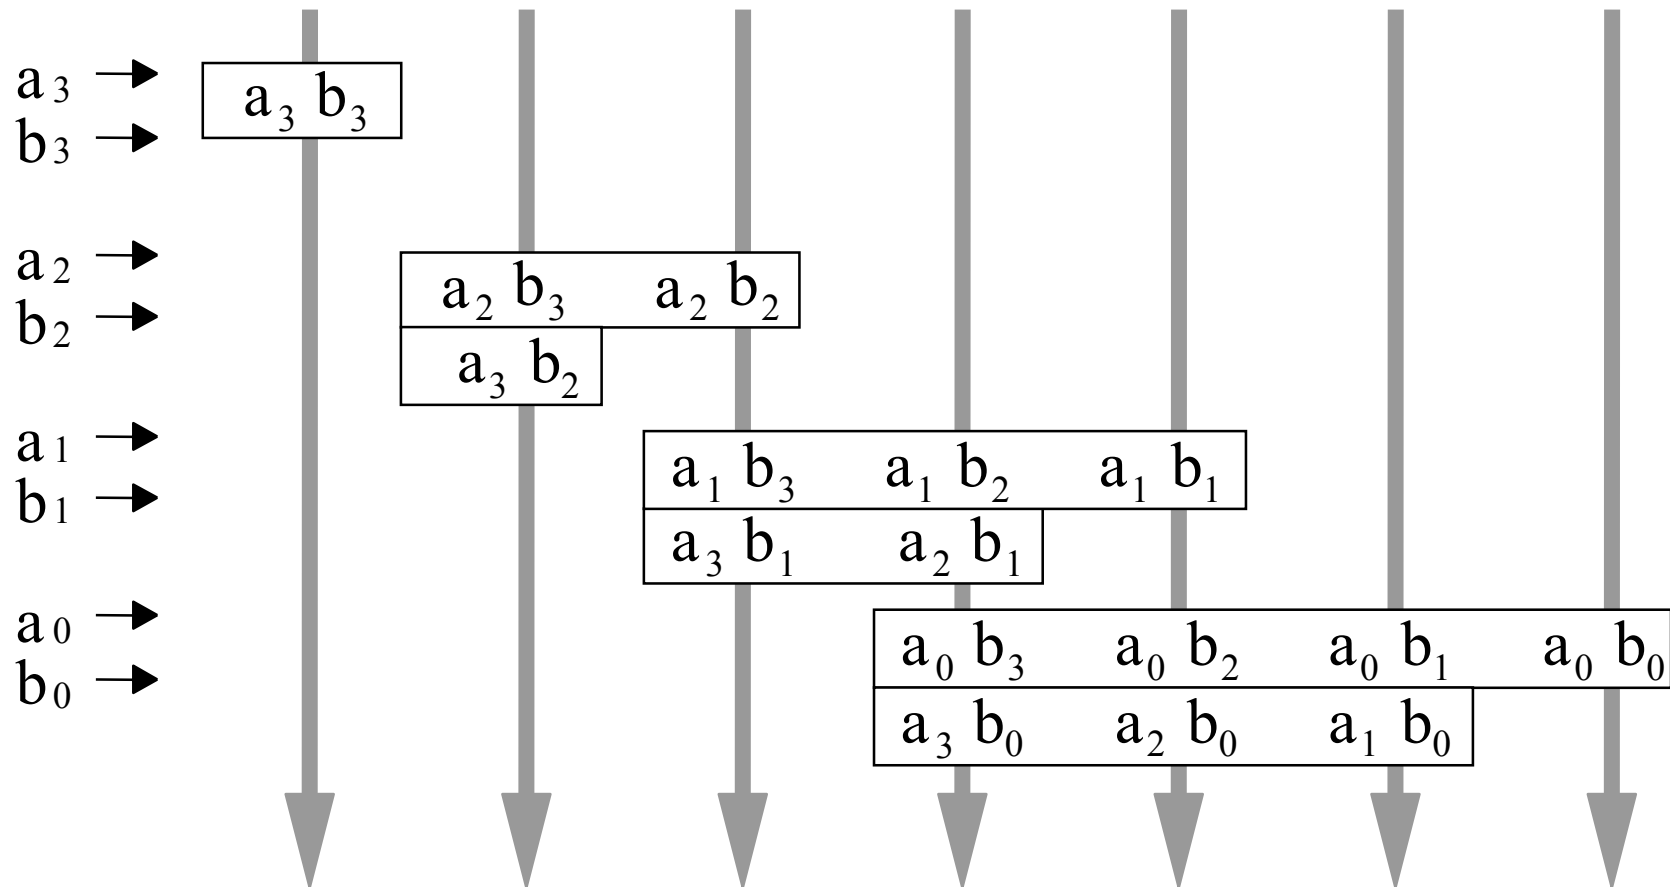 a₃ a₃ b₃
b₃
a₂ a₂ b₃ a₂ b₂
b₂ a₃ b₂
a₁ a₁ b₃ a₁ b₂ a₁ b₁
b₁ a₃ b₁ a₂ b₁
a₀ a₀ b₃ a₀ b₂ a₀ b₁ a₀ b₀
b₀ a₃ b₀ a₂ b₀ a₁ b₀